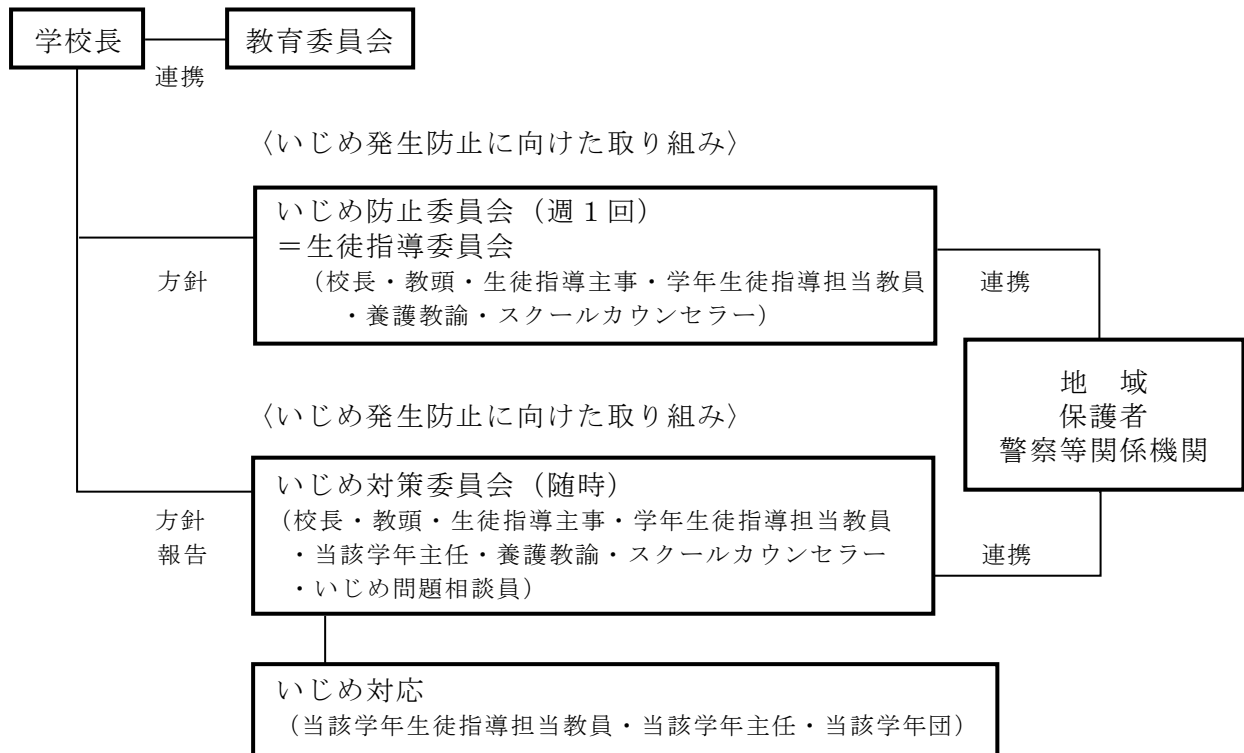 学校長
教育委員会
連携
〈いじめ発生防止に向けた取り組み〉
いじめ防止委員会（週１回）
＝生徒指導委員会
（校長・教頭・生徒指導主事・学年生徒指導担当教員
・養護教諭・スクールカウンセラー）
方針
連携
地　域
保護者
警察等関係機関
〈いじめ発生防止に向けた取り組み〉
いじめ対策委員会（随時）
（校長・教頭・生徒指導主事・学年生徒指導担当教員
・当該学年主任・養護教諭・スクールカウンセラー
・いじめ問題相談員）
方針
報告
連携
いじめ対応
（当該学年生徒指導担当教員・当該学年主任・当該学年団）